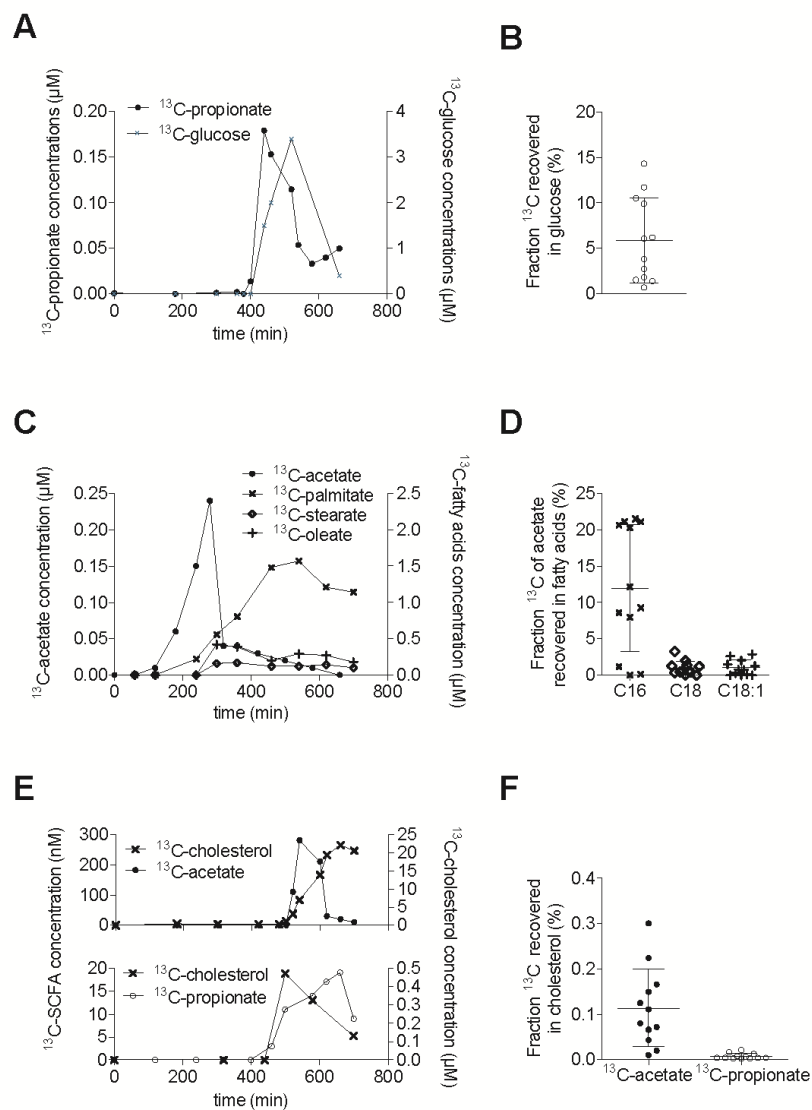 A
¹³C-propionate concentrations (µM)
0.20
0.15
0.10
0.05
0.00
¹³C-propionate
¹³C-glucose
4
3
2
1
0
¹³C-glucose concentrations (µM)
0
200
400
600
800
time (min)
B
Fraction ¹³C recovered
in glucose (%)
20
15
10
5
0
C
¹³C-acetate concentration (µM)
0.25
0.20
0.15
0.10
0.05
0.00
¹³C-acetate
¹³C-palmitate
¹³C-stearate
¹³C-oleate
2.5
2.0
1.5
1.0
0.5
0.0
¹³C-fatty acids concentration (µM)
0
200
400
600
800
time (min)
D
Fraction ¹³C of acetate
recovered in fatty acids (%)
25
20
15
10
5
0
C16
C18
C18:1
E
¹³C-SCFA concentration (nM)
300
200
100
0
¹³C-cholesterol
¹³C-acetate
25
20
15
10
5
0
20
15
10
5
0
¹³C-cholesterol
¹³C-propionate
0.5
0.4
0.3
0.2
0.1
0.0
¹³C-cholesterol concentration (µM)
0
200
400
600
800
time (min)
F
Fraction ¹³C recovered
in cholesterol (%)
0.4
0.3
0.2
0.1
0.0
¹³C-acetate
¹³C-propionate